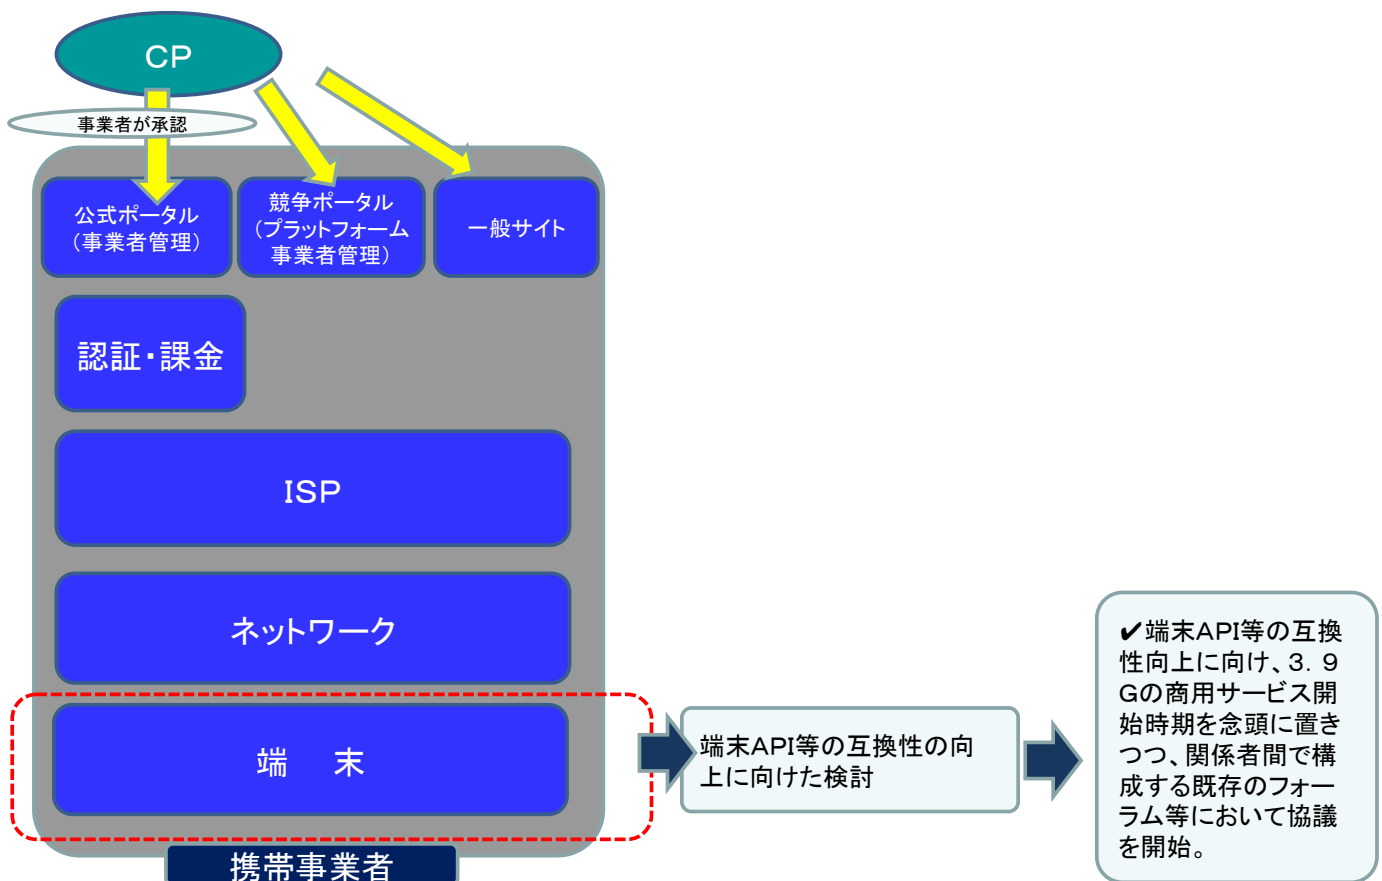 CP
事業者が承認
公式ポータル
（事業者管理）
競争ポータル
（プラットフォーム
事業者管理）
一般サイト
認証・課金
ISP
ネットワーク
端　末
携帯事業者
端末API等の互換性の向
上に向けた検討
✔端末API等の互換
性向上に向け、３．９
Gの商用サービス開
始時期を念頭に置き
つつ、関係者間で構
成する既存のフォー
ラム等において協議
を開始。